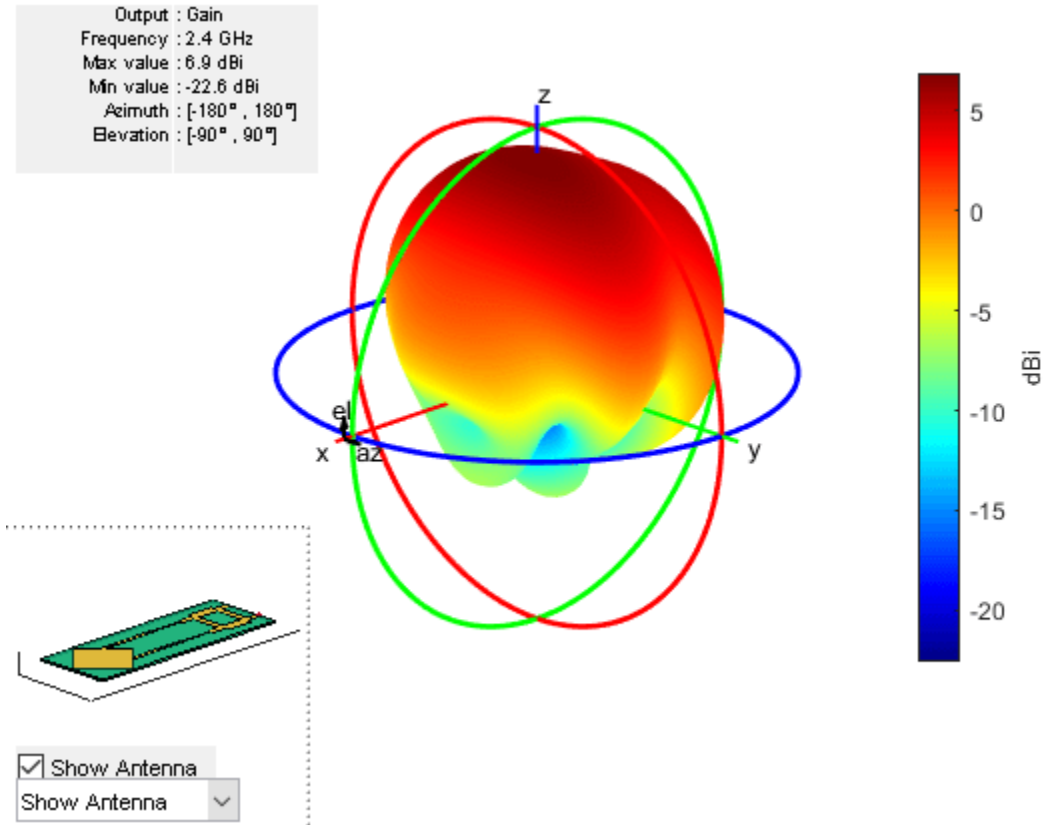 Output : Gain
Frequency : 2.4 GHz
Max value : 6.9 dBi
Min value : -22.6 dBi
Azimuth : [-180° , 180°]
Elevation : [-90° , 90°]
z
5
0
-5
-10
-15
-20
dBi
el
x
az
y
Show Antenna
Show Antenna